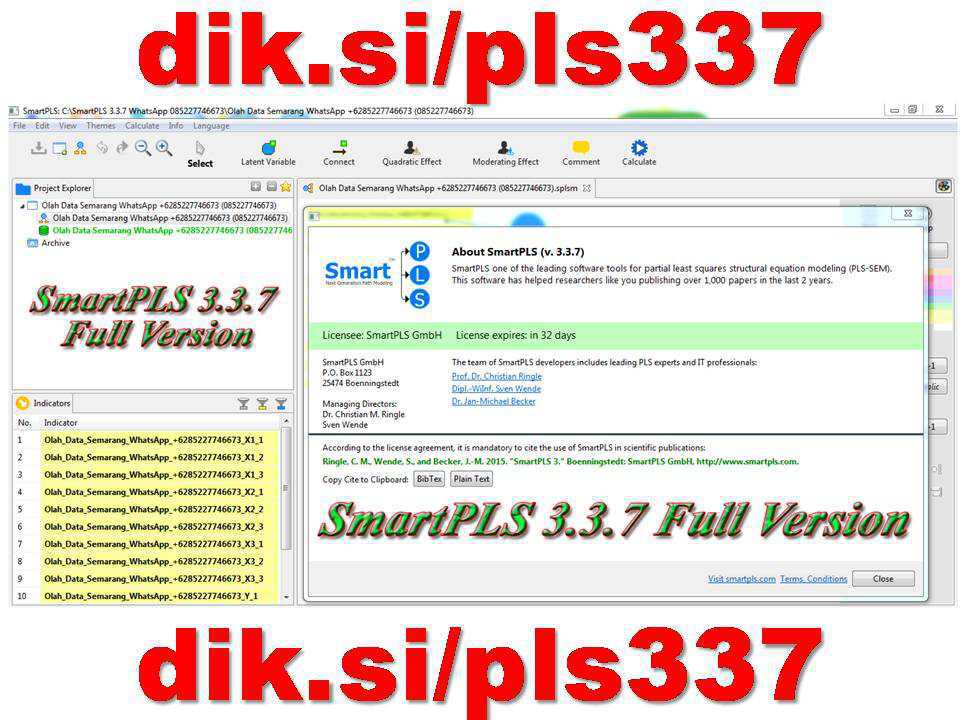 dik.si/pls337
SmartPLS: C:\SmartPLS 3.3.7 WhatsApp 085227746673\Olah Data Semarang WhatsApp +6285227746673 (085227746673)
File Edit View Themes Calculate Info Language
Select
Latent Variable
Connect
Quadratic Effect
Moderating Effect
Comment
Calculate
Project Explorer
Olah Data Semarang WhatsApp +6285227746673 (085227746673)
Olah Data Semarang WhatsApp +6285227746673 (085227746673)
Olah Data Semarang WhatsApp +6285227746673 (08522774
Archive
SmartPLS 3.3.7
Full Version
Indicators
No. Indicator
1 Olah_Data_Semarang_WhatsApp_+6285227746673_X1_1
2 Olah_Data_Semarang_WhatsApp_+6285227746673_X1_2
3 Olah_Data_Semarang_WhatsApp_+6285227746673_X1_3
4 Olah_Data_Semarang_WhatsApp_+6285227746673_X2_1
5 Olah_Data_Semarang_WhatsApp_+6285227746673_X2_2
6 Olah_Data_Semarang_WhatsApp_+6285227746673_X2_3
7 Olah_Data_Semarang_WhatsApp_+6285227746673_X3_1
8 Olah_Data_Semarang_WhatsApp_+6285227746673_X3_2
9 Olah_Data_Semarang_WhatsApp_+6285227746673_X3_3
10 Olah_Data_Semarang_WhatsApp_+6285227746673_Y_1
Olah Data Semarang WhatsApp +6285227746673 (085227746673).splsm
Smart
Next Generation Path Modeling
P
L
S
About SmartPLS (v. 3.3.7)
SmartPLS one of the leading software tools for partial least squares structural equation modeling (PLS-SEM).
This software has helped researchers like you publishing over 1,000 papers in the last 2 years.
Licensee: SmartPLS GmbH License expires: in 32 days
SmartPLS GmbH
P.O. Box 1123
25474 Boenningstedt
Managing Directors:
Dr. Christian M. Ringle
Sven Wende
The team of SmartPLS developers includes leading PLS experts and IT professionals:
Prof. Dr. Christian Ringle
Dipl.-WiInf. Sven Wende
Dr. Jan-Michael Becker
According to the license agreement, it is mandatory to cite the use of SmartPLS in scientific publications:
Ringle, C. M., Wende, S., and Becker, J.-M. 2015. "SmartPLS 3." Boenningstedt: SmartPLS GmbH, http://www.smartpls.com.
Copy Cite to Clipboard: BibTex Plain Text
SmartPLS 3.3.7 Full Version
Visit smartpls.com Terms, Conditions Close
dik.si/pls337